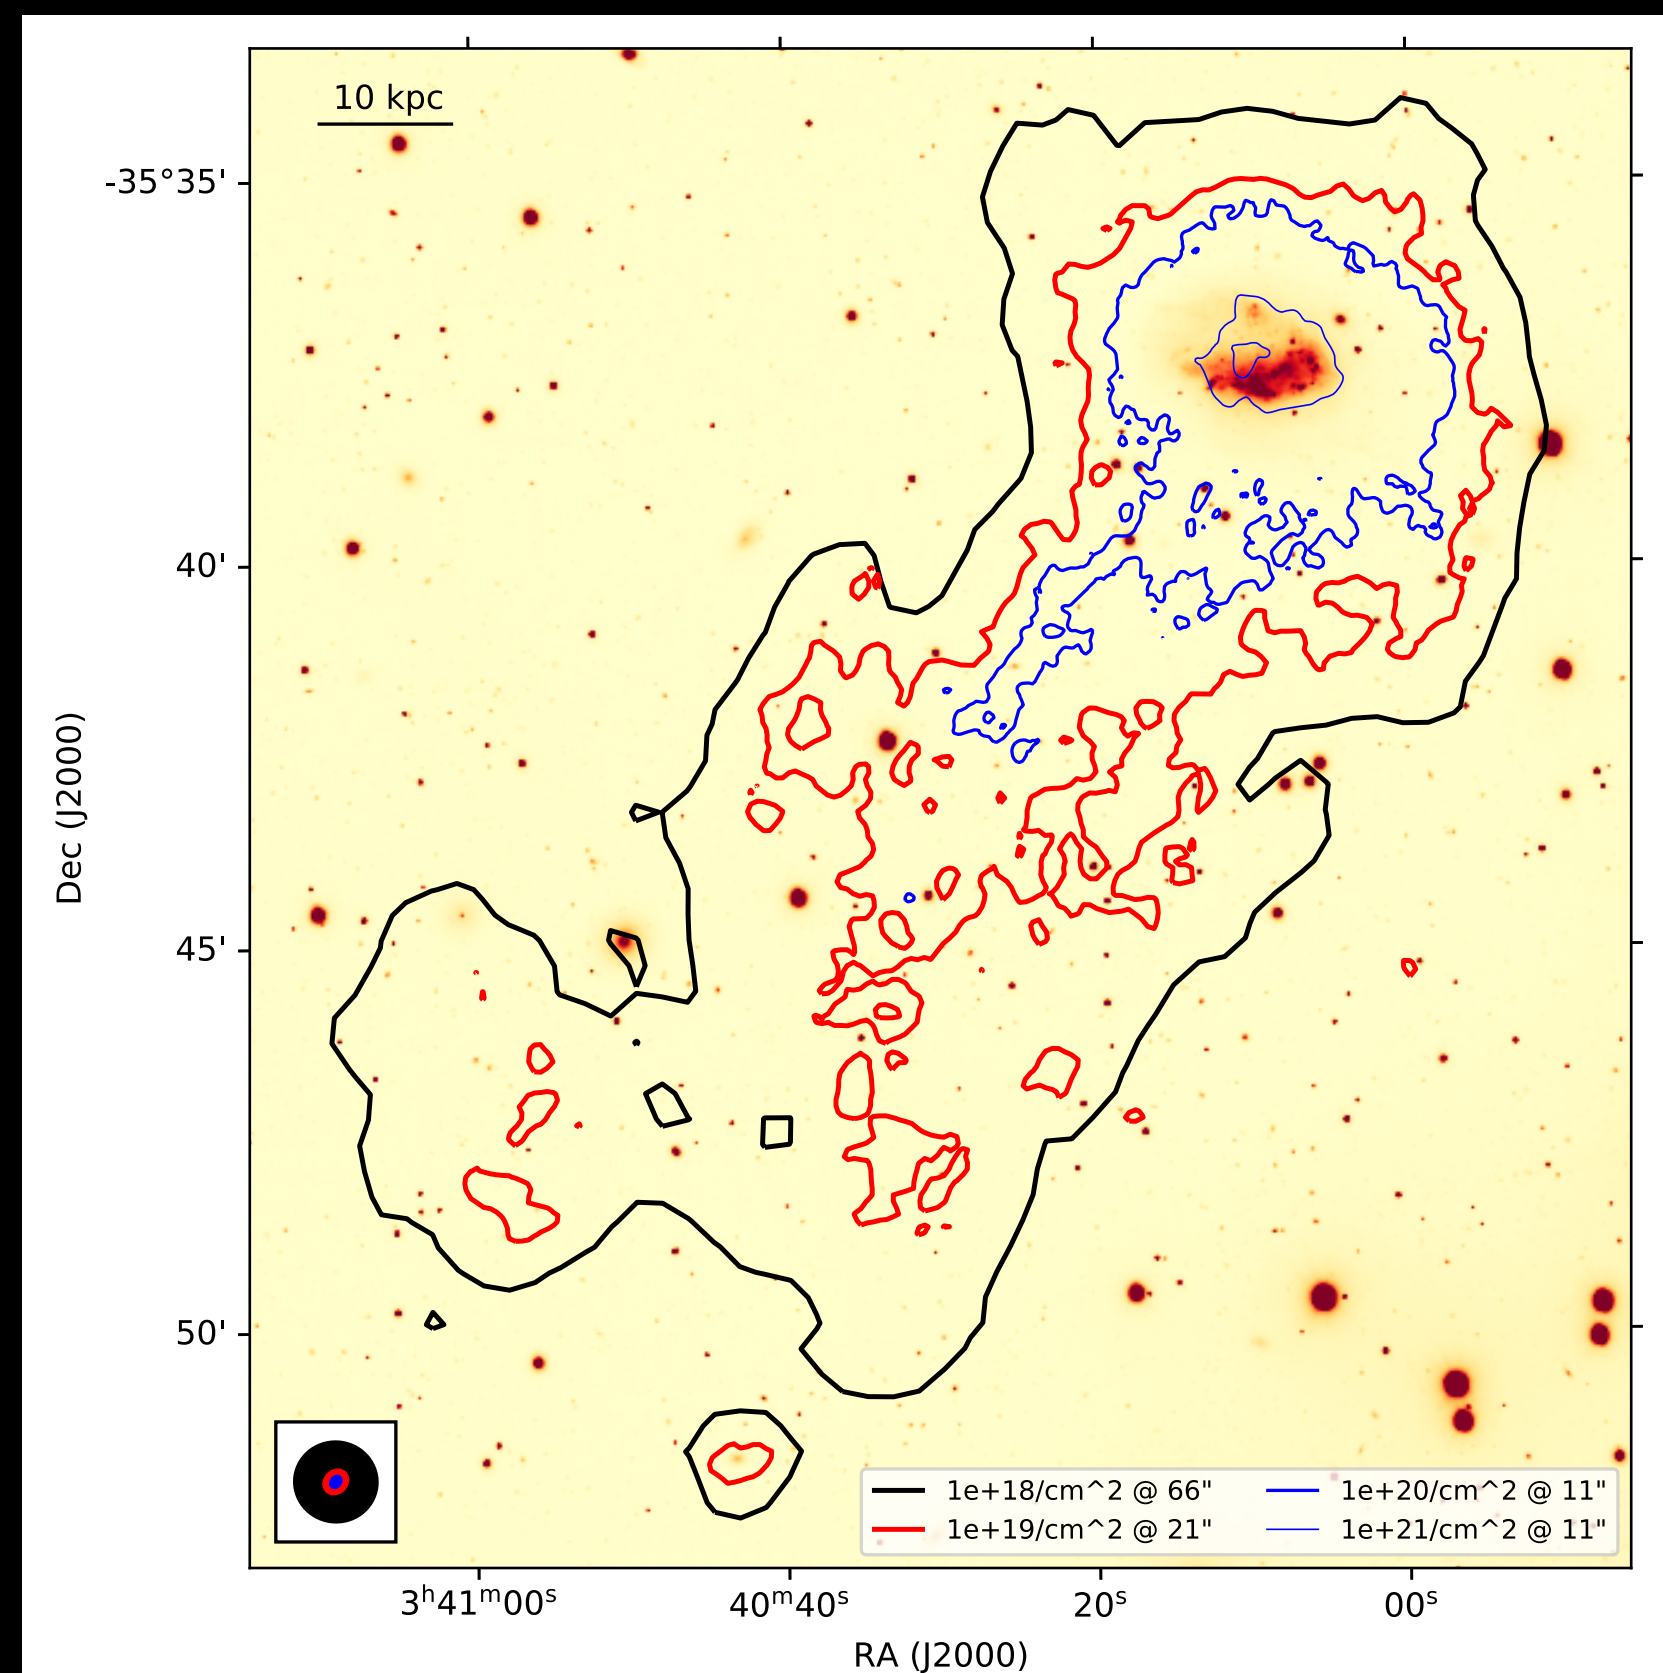 10 kpc
-35°35'
40'
45'
50'
Dec (J2000)
1e+18/cm^2 @ 66"
1e+19/cm^2 @ 21"
1e+20/cm^2 @ 11"
1e+21/cm^2 @ 11"
3ʰ41ᵐ00ˢ
40ᵐ40ˢ
20ˢ
00ˢ
RA (J2000)